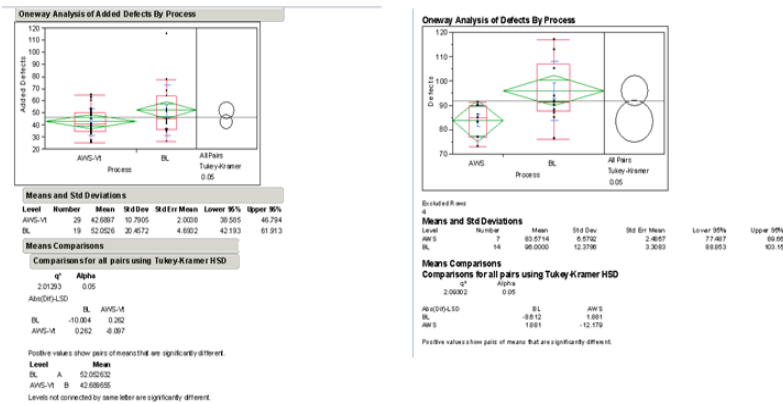 Oneway Analysis of Added Defects By Process
120
110
100
90
80
70
60
50
40
30
20
Added Defects
AWS-Vt BL
Process
All Pairs
Tukey-Kramer
0.05
Means and Std Deviations
Level Number Mean Std Dev Std Err Mean Lower 95% Upper 95%
AWS-Vt 29 42.6897 10.7905 2.0038 38.585 46.794
BL 19 52.0526 20.4572 4.6932 42.193 61.913
Means Comparisons
Comparisons for all pairs using Tukey-Kramer HSD
q* Alpha
2.01293 0.05
Abs(Dif)-LSD
BL AWS-Vt
BL -10.004 0.262
AWS-Vt 0.262 -8.097
Positive values show pairs of means that are significantly different.
Level Mean
BL A 52.052632
AWS-Vt B 42.689655
Levels not connected by same letter are significantly different.
Oneway Analysis of Defects By Process
120
110
100
90
80
70
Defects
AWS BL
Process
All Pairs
Tukey-Kramer
0.05
Excluded Rows
4
Means and Std Deviations
Level Number Mean Std Dev Std Err Mean Lower 95% Upper 95%
AWS 7 83.5714 6.5792 2.4867 77.487
BL 14 96.0000 12.3786 3.3083 88.853
Means Comparisons
Comparisons for all pairs using Tukey-Kramer HSD
q* Alpha
2.09302 0.05
Abs(Dif)-LSD BL AWS
BL -8.612 1.881
AWS 1.881 -12.179
Positive values show pairs of means that are significantly different.